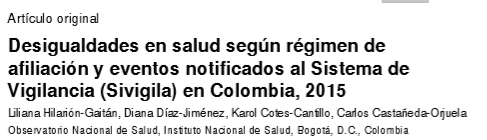 Artículo original
Desigualdades en salud según régimen de
afiliación y eventos notificados al Sistema de
Vigilancia (Sivigila) en Colombia, 2015
Liliana Hilarión-Gaitán, Diana Díaz-Jiménez, Karol Cotes-Cantillo, Carlos Castañeda-Orjuela
Observatorio Nacional de Salud, Instituto Nacional de Salud, Bogotá, D.C., Colombia